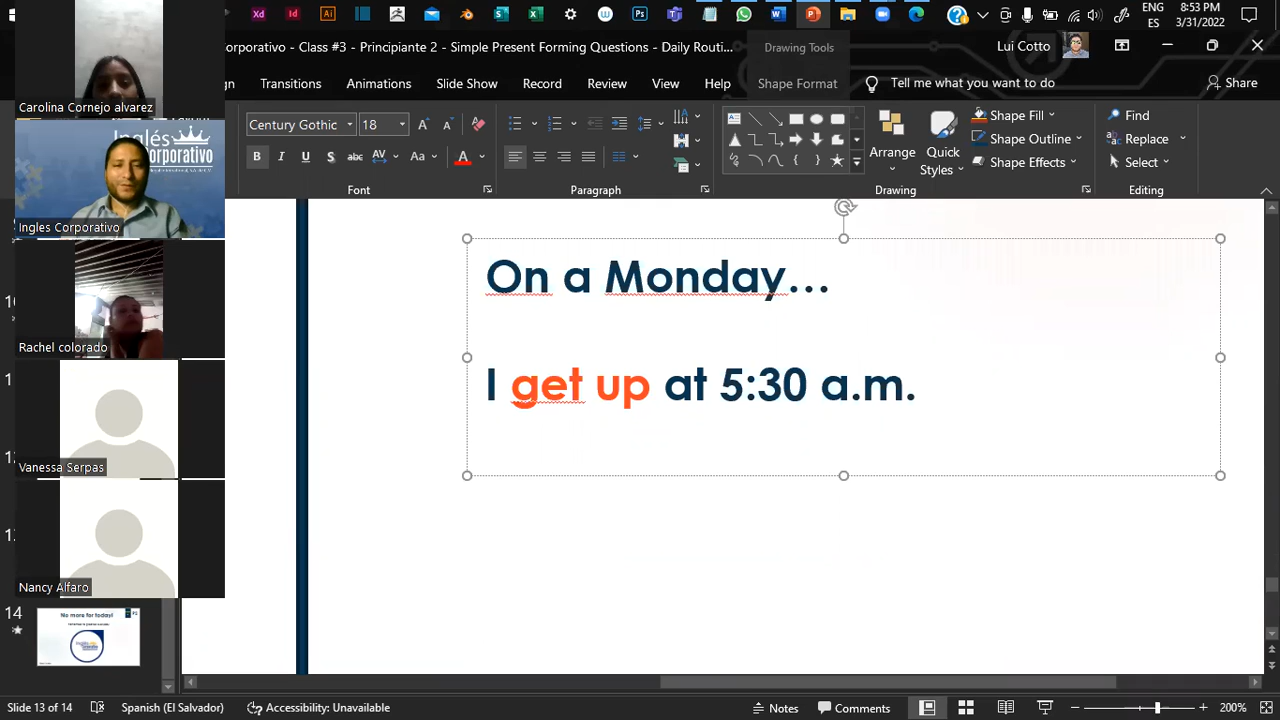 8:53 PM
ENG
ES
3/31/2022
orporativo - Class #3 - Principiante 2 - Simple Present Forming Questions - Daily Routi...
Drawing Tools
Lui Cotto
Transitions
Animations
Slide Show
Record
Review
View
Help
Shape Format
Tell me what you want to do
Share
Century Gothic
18
Shape Fill
Shape Outline
Shape Effects
Arrange
Quick
Styles
Find
Replace
Select
Font
Paragraph
Drawing
Editing
Carolina Cornejo alvarez
Inglés
Corporativo
Ingles Corporativo
Rachel colorado
Vanessa Serpas
Nancy Alfaro
On a Monday…
I get up at 5:30 a.m.
14
No more for today!
Slide 13 of 14
Spanish (El Salvador)
Accessibility: Unavailable
Notes
Comments
200%